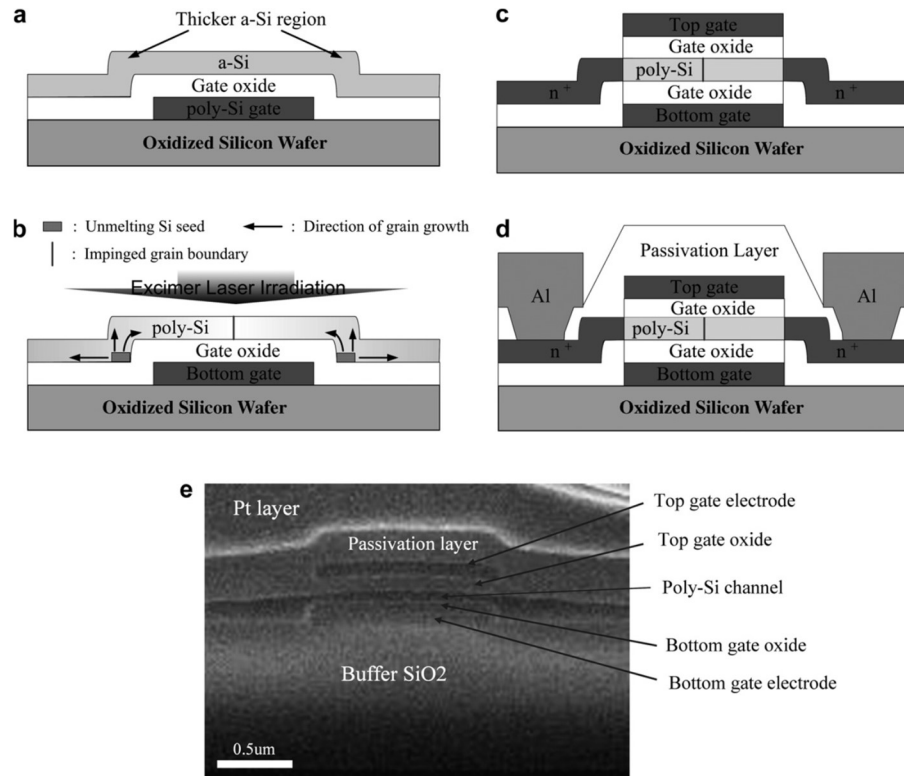 a
Thicker a-Si region
a-Si
Gate oxide
poly-Si gate
Oxidized Silicon Wafer
c
Top gate
Gate oxide
poly-Si
n+
Gate oxide
n+
Bottom gate
Oxidized Silicon Wafer
b
: Unmelting Si seed
: Direction of grain growth
: Impinged grain boundary
Excimer Laser Irradiation
poly-Si
Gate oxide
Bottom gate
Oxidized Silicon Wafer
d
Passivation Layer
Al
Al
Top gate
Gate oxide
poly-Si
n+
Gate oxide
n+
Bottom gate
Oxidized Silicon Wafer
e
Pt layer
Passivation layer
Buffer SiO2
0.5um
Top gate electrode
Top gate oxide
Poly-Si channel
Bottom gate oxide
Bottom gate electrode